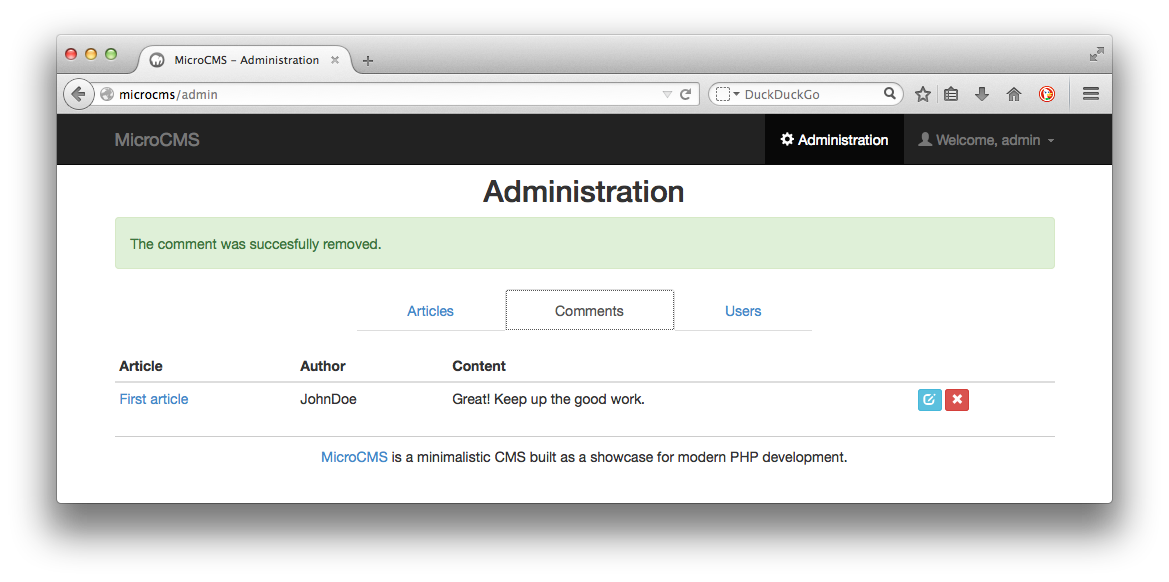 MicroCMS - Administration
microcms/admin
DuckDuckGo
MicroCMS
Administration
Welcome, admin
Administration
The comment was succesfully removed.
Articles Comments Users
Article Author Content
First article JohnDoe Great! Keep up the good work.
MicroCMS is a minimalistic CMS built as a showcase for modern PHP development.